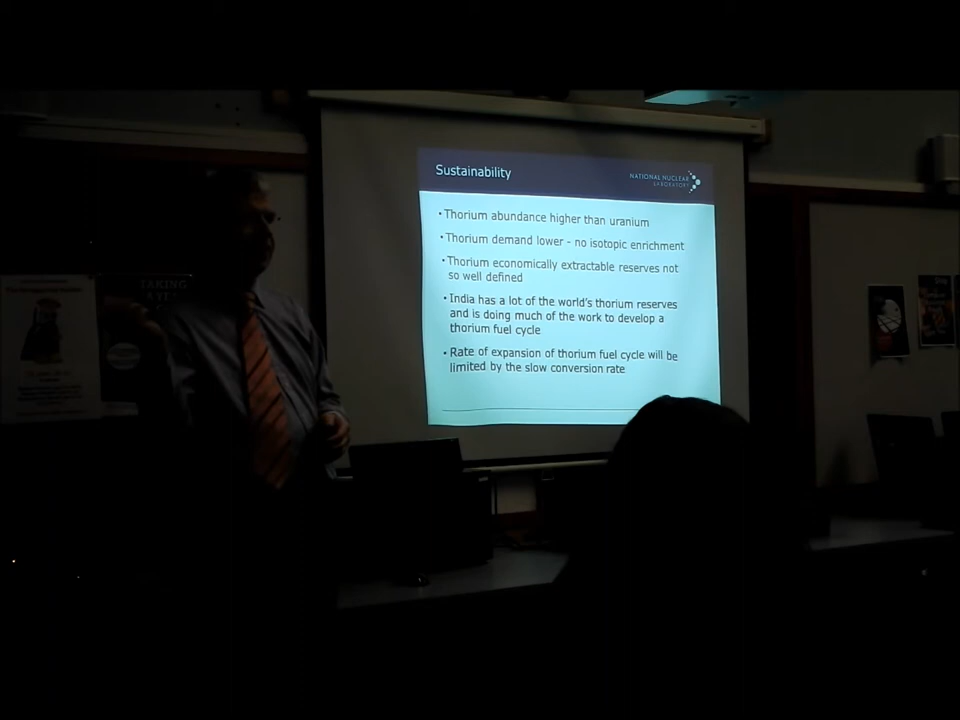 Sustainability
NATIONAL NUCLEAR
LABORATORY
• Thorium abundance higher than uranium
• Thorium demand lower - no isotopic enrichment
• Thorium economically extractable reserves not
so well defined
• India has a lot of the world's thorium reserves
and is doing much of the work to develop a
thorium fuel cycle
• Rate of expansion of thorium fuel cycle will be
limited by the slow conversion rate
TAKING